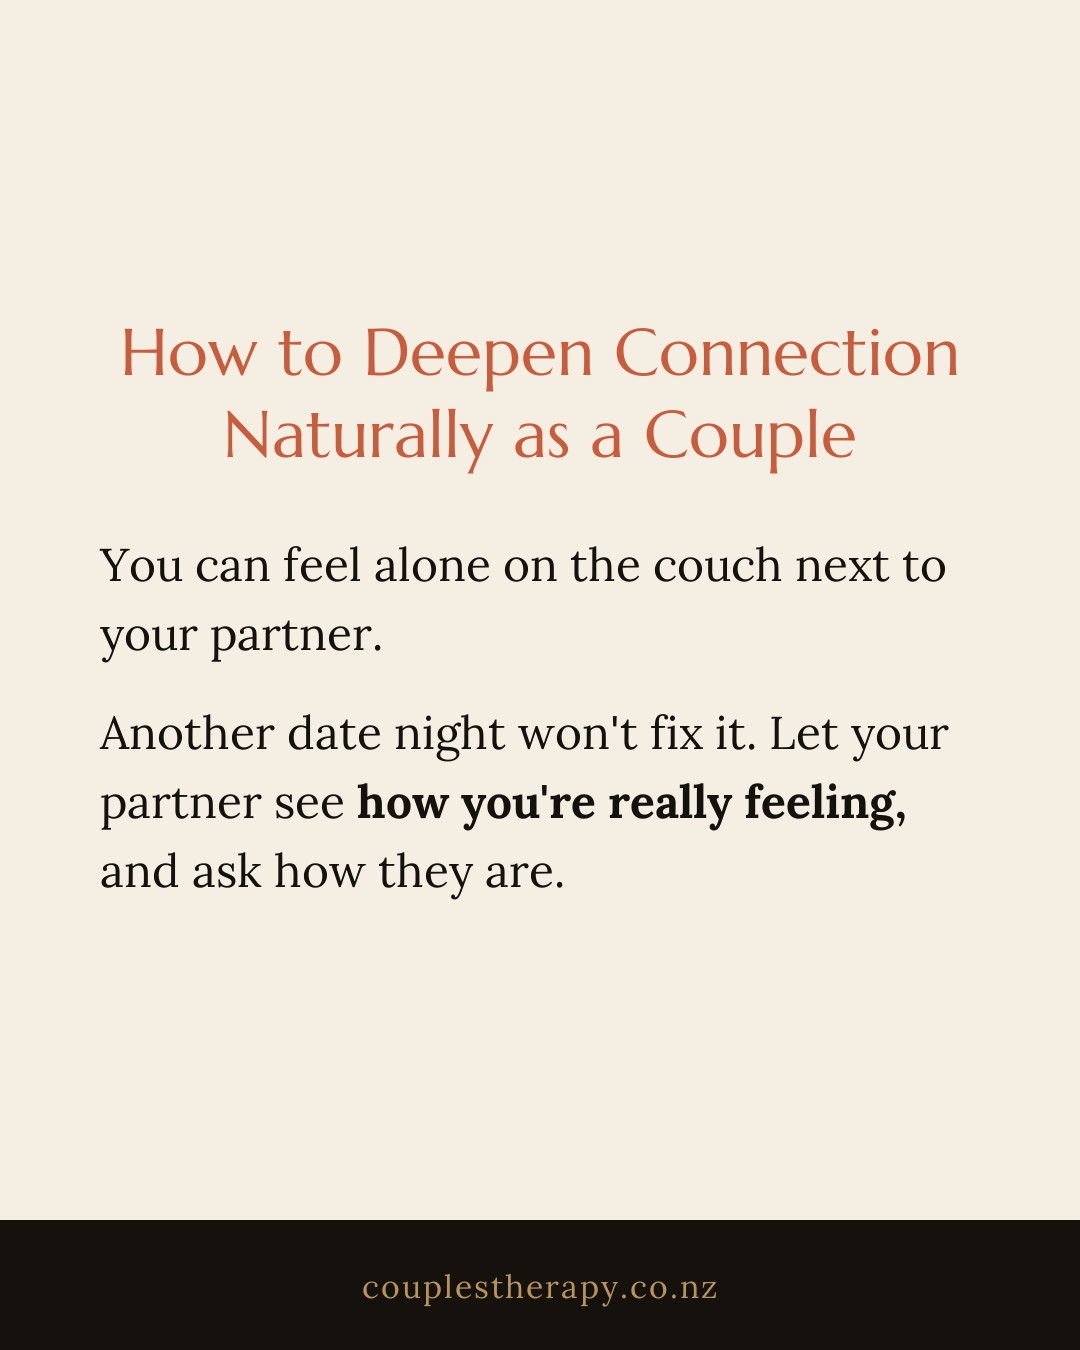 How to Deepen Connection
Naturally as a Couple
You can feel alone on the couch next to
your partner.
Another date night won't fix it. Let your
partner see how you're really feeling,
and ask how they are.
couplestherapy.co.nz